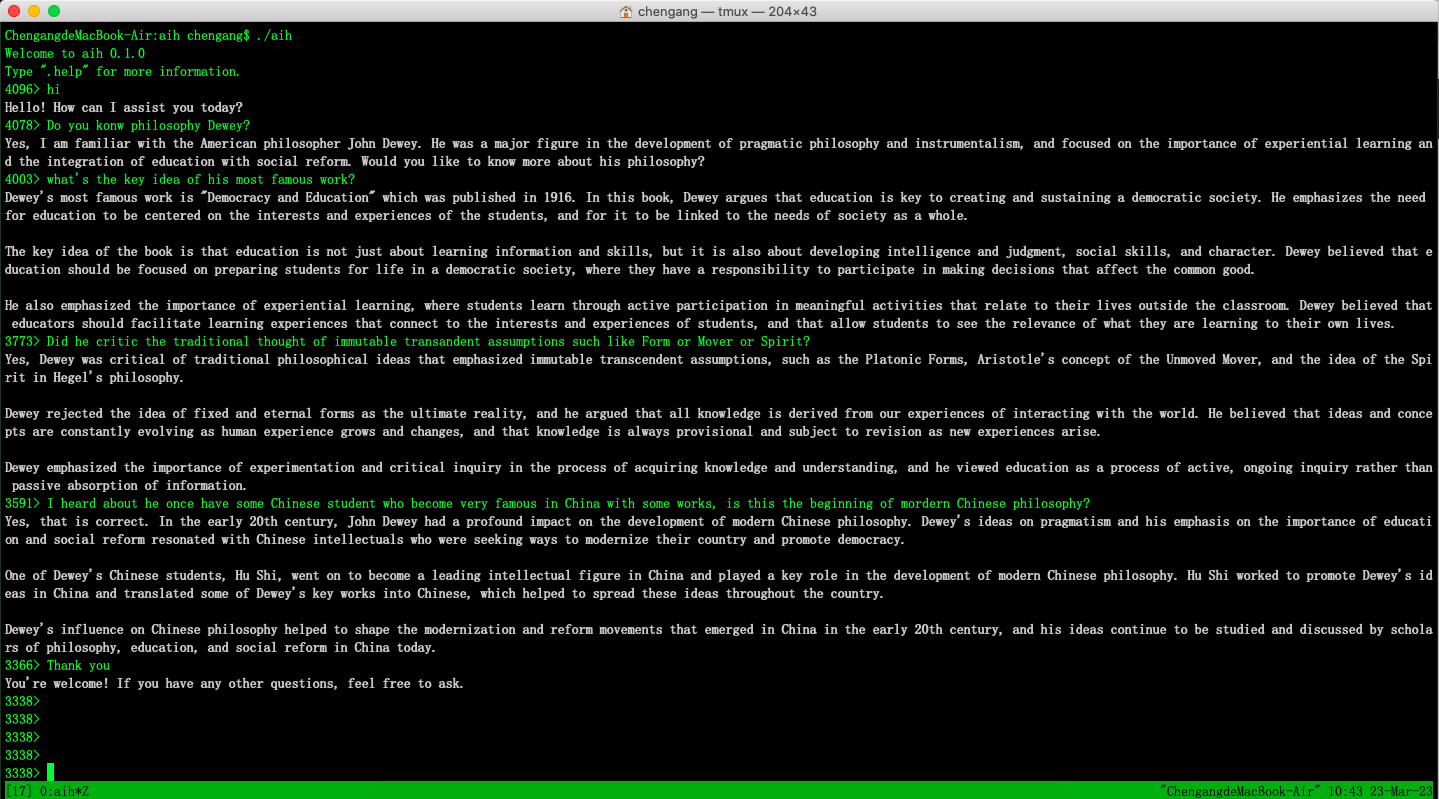 chengang — tmux — 204×43
ChengangdeMacBook-Air:aih chengang$ ./aih
Welcome to aih 0.1.0
Type ".help" for more information.
4096> hi
Hello! How can I assist you today?
4078> Do you konw philosophy Dewey?
Yes, I am familiar with the American philosopher John Dewey. He was a major figure in the development of pragmatic philosophy and instrumentalism, and focused on the importance of experiential learning an
d the integration of education with social reform. Would you like to know more about his philosophy?
4003> what's the key idea of his most famous work?
Dewey's most famous work is "Democracy and Education" which was published in 1916. In this book, Dewey argues that education is key to creating and sustaining a democratic society. He emphasizes the need
for education to be centered on the interests and experiences of the students, and for it to be linked to the needs of society as a whole.
The key idea of the book is that education is not just about learning information and skills, but it is also about developing intelligence and judgment, social skills, and character. Dewey believed that e
ducation should be focused on preparing students for life in a democratic society, where they have a responsibility to participate in making decisions that affect the common good.
He also emphasized the importance of experiential learning, where students learn through active participation in meaningful activities that relate to their lives outside the classroom. Dewey believed that
educators should facilitate learning experiences that connect to the interests and experiences of students, and that allow students to see the relevance of what they are learning to their own lives.
3773> Did he critic the traditional thought of immutable transandent assumptions such like Form or Mover or Spirit?
Yes, Dewey was critical of traditional philosophical ideas that emphasized immutable transcendent assumptions, such as the Platonic Forms, Aristotle's concept of the Unmoved Mover, and the idea of the Spi
rit in Hegel's philosophy.
Dewey rejected the idea of fixed and eternal forms as the ultimate reality, and he argued that all knowledge is derived from our experiences of interacting with the world. He believed that ideas and conce
pts are constantly evolving as human experience grows and changes, and that knowledge is always provisional and subject to revision as new experiences arise.
Dewey emphasized the importance of experimentation and critical inquiry in the process of acquiring knowledge and understanding, and he viewed education as a process of active, ongoing inquiry rather than
passive absorption of information.
3591> I heard about he once have some Chinese student who become very famous in China with some works, is this the beginning of mordern Chinese philosophy?
Yes, that is correct. In the early 20th century, John Dewey had a profound impact on the development of modern Chinese philosophy. Dewey's ideas on pragmatism and his emphasis on the importance of educati
on and social reform resonated with Chinese intellectuals who were seeking ways to modernize their country and promote democracy.
One of Dewey's Chinese students, Hu Shi, went on to become a leading intellectual figure in China and played a key role in the development of modern Chinese philosophy. Hu Shi worked to promote Dewey's id
eas in China and translated some of Dewey's key works into Chinese, which helped to spread these ideas throughout the country.
Dewey's influence on Chinese philosophy helped to shape the modernization and reform movements that emerged in China in the early 20th century, and his ideas continue to be studied and discussed by schola
rs of philosophy, education, and social reform in China today.
3366> Thank you
You're welcome! If you have any other questions, feel free to ask.
3338>
3338>
3338>
3338>
3338>
[17] 0:aih*Z "ChengangdeMacBook-Air" 10:43 23-Mar-23